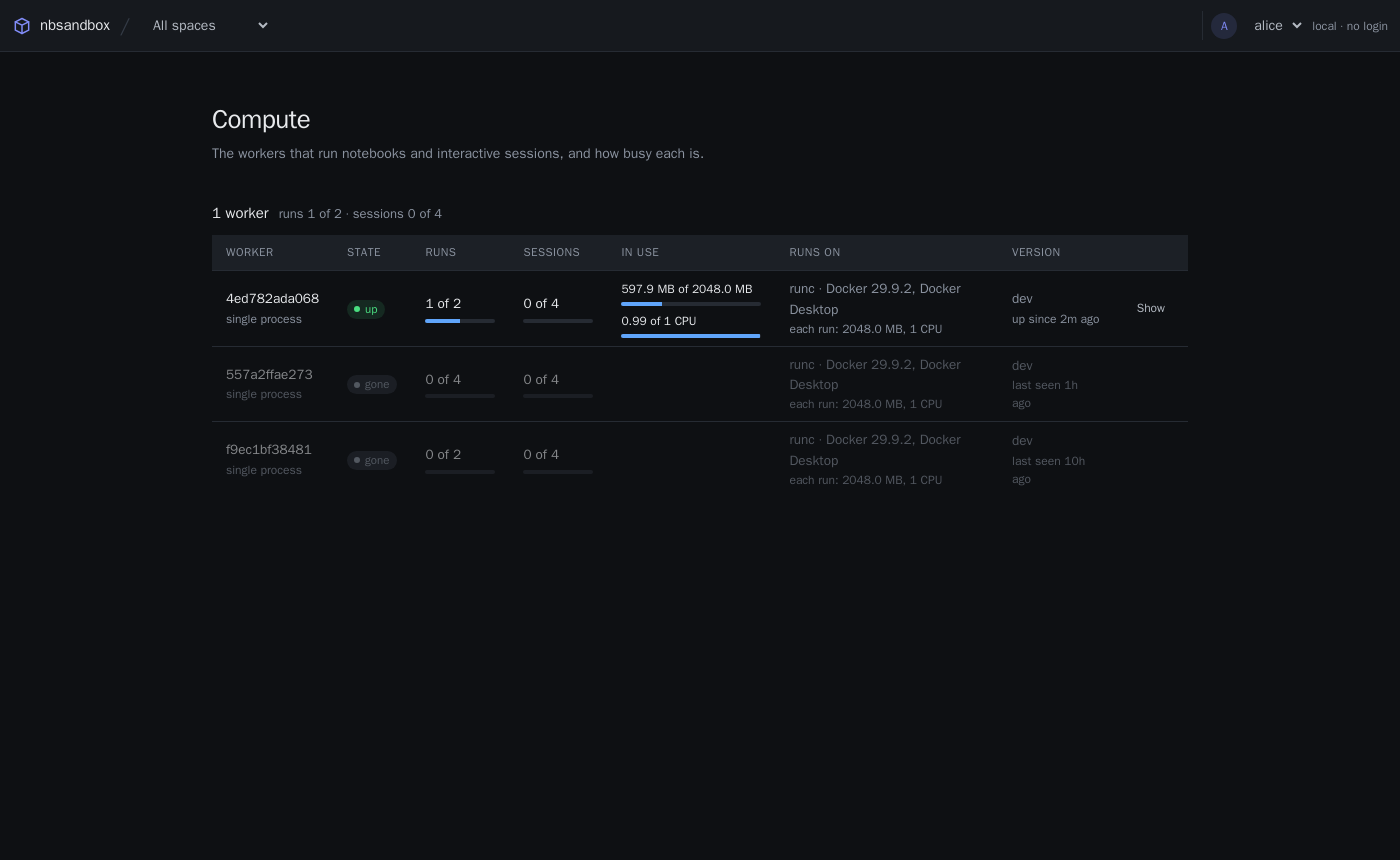 nbsandbox / All spaces A alice local · no login
Compute
The workers that run notebooks and interactive sessions, and how busy each is.
1 worker runs 1 of 2 · sessions 0 of 4
WORKER STATE RUNS SESSIONS IN USE RUNS ON VERSION
4ed782ada068
single process
up
1 of 2
0 of 4
597.9 MB of 2048.0 MB
0.99 of 1 CPU
runc · Docker 29.9.2, Docker
Desktop
each run: 2048.0 MB, 1 CPU
dev
up since 2m ago
Show
557a2ffae273
single process
gone
0 of 4
0 of 4
runc · Docker 29.9.2, Docker
Desktop
each run: 2048.0 MB, 1 CPU
dev
last seen 1h
ago
f9ec1bf38481
single process
gone
0 of 2
0 of 4
runc · Docker 29.9.2, Docker
Desktop
each run: 2048.0 MB, 1 CPU
dev
last seen 10h
ago